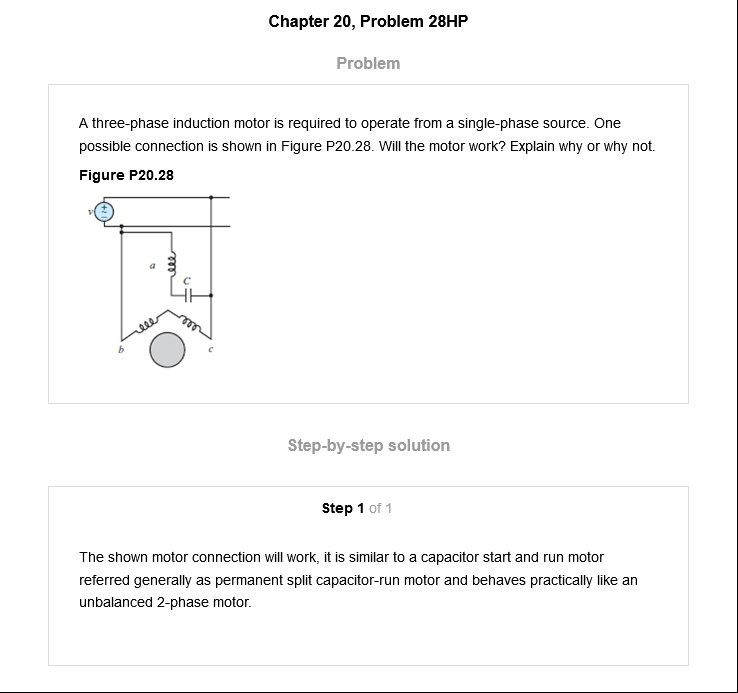 Chapter 20, Problem 28HP
Problem
A three-phase induction motor is required to operate from a single-phase source. One
possible connection is shown in Figure P20.28. Will the motor work? Explain why or why not.
Figure P20.28
v
+
~
−
a
C
b
c
Step-by-step solution
Step 1 of 1
The shown motor connection will work, it is similar to a capacitor start and run motor
referred generally as permanent split capacitor-run motor and behaves practically like an
unbalanced 2-phase motor.